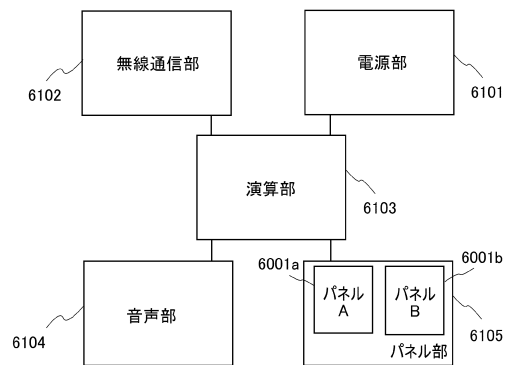 無線通信部
電源部
6102
6101
演算部
6103
6001a
6001b
音声部
パネル
A
パネル
B
6104
6105
パネル部